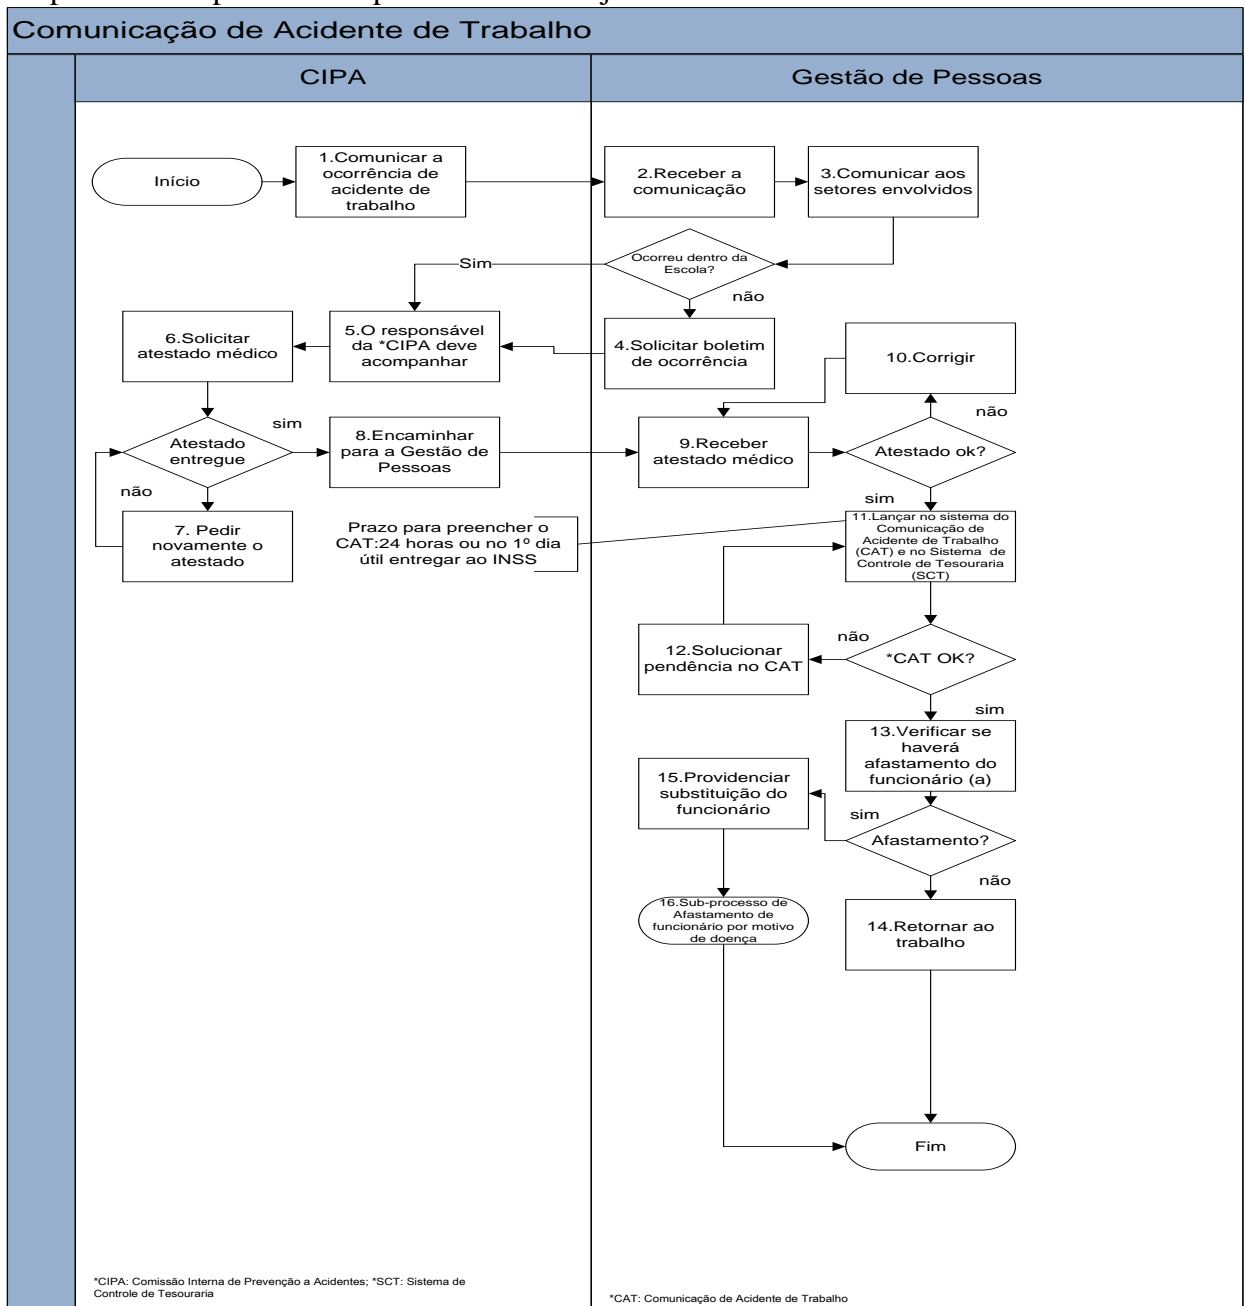 Comunicação de Acidente de Trabalho
CIPA
Gestão de Pessoas
Início
1.Comunicar a
ocorrência de
acidente de
trabalho
2.Receber a
comunicação
3.Comunicar aos
setores envolvidos
Ocorreu dentro da
Escola?
Sim
não
4.Solicitar boletim
de ocorrência
5.O responsável
da *CIPA deve
acompanhar
6.Solicitar
atestado médico
Atestado
entregue
sim
não
7. Pedir
novamente o
atestado
8.Encaminhar
para a Gestão de
Pessoas
9.Receber
atestado médico
Atestado ok?
não
10.Corrigir
sim
11.Lançar no sistema do
Comunicação de
Acidente de Trabalho
(CAT) e no Sistema de
Controle de Tesouraria
(SCT)
Prazo para preencher o
CAT:24 horas ou no 1º dia
útil entregar ao INSS
*CAT OK?
não
12.Solucionar
pendência no CAT
sim
13.Verificar se
haverá
afastamento do
funcionário (a)
Afastamento?
sim
15.Providenciar
substituição do
funcionário
não
14.Retornar ao
trabalho
16.Sub-processo de
Afastamento de
funcionário por motivo
de doença
Fim
*CIPA: Comissão Interna de Prevenção a Acidentes; *SCT: Sistema de
Controle de Tesouraria
*CAT: Comunicação de Acidente de Trabalho